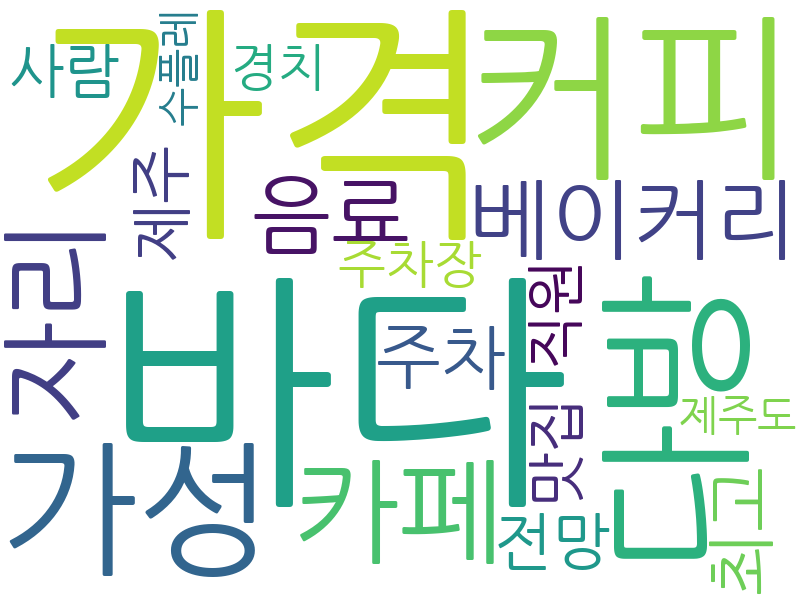 사람
수플레
가격
경치
커피
제주
음료
베이커리
자리
주차장
바다
직원
다방
주차
맛집
제주도
가성
카페
전망
최고